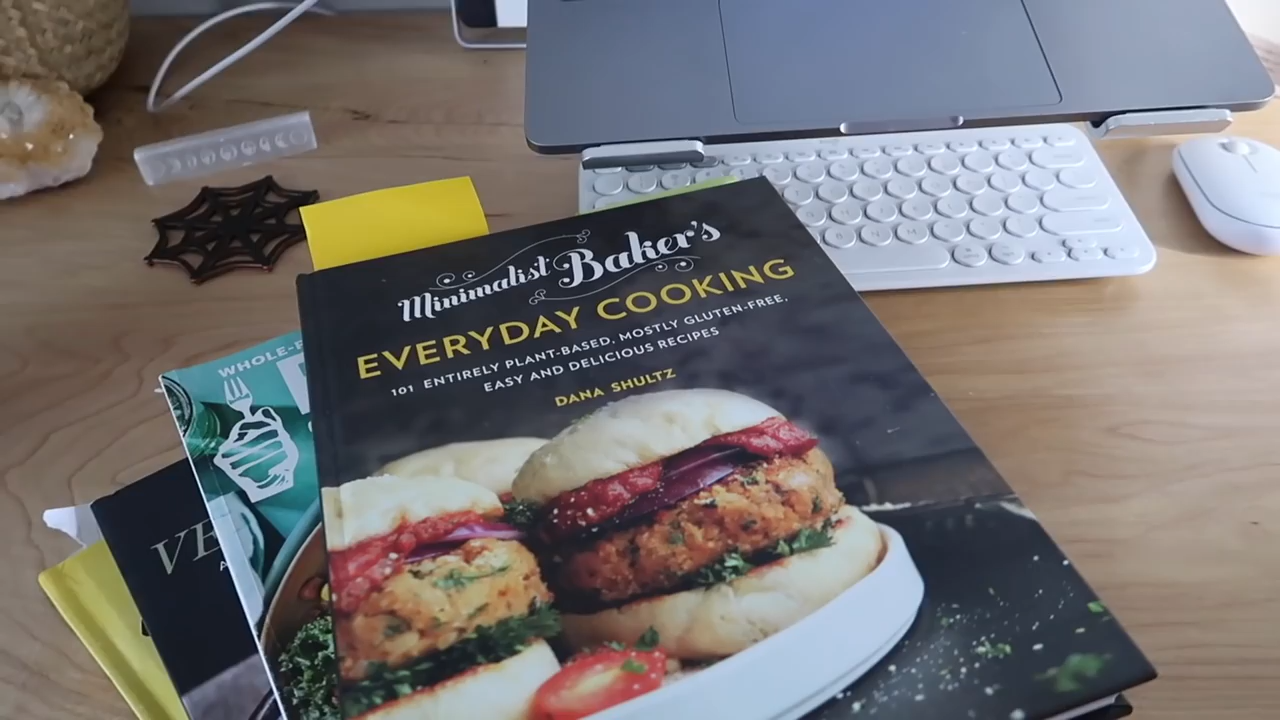 Minimalist Baker's
EVERYDAY COOKING
101 ENTIRELY PLANT-BASED, MOSTLY GLUTEN-FREE,
EASY AND DELICIOUS RECIPES
DANA SHULTZ